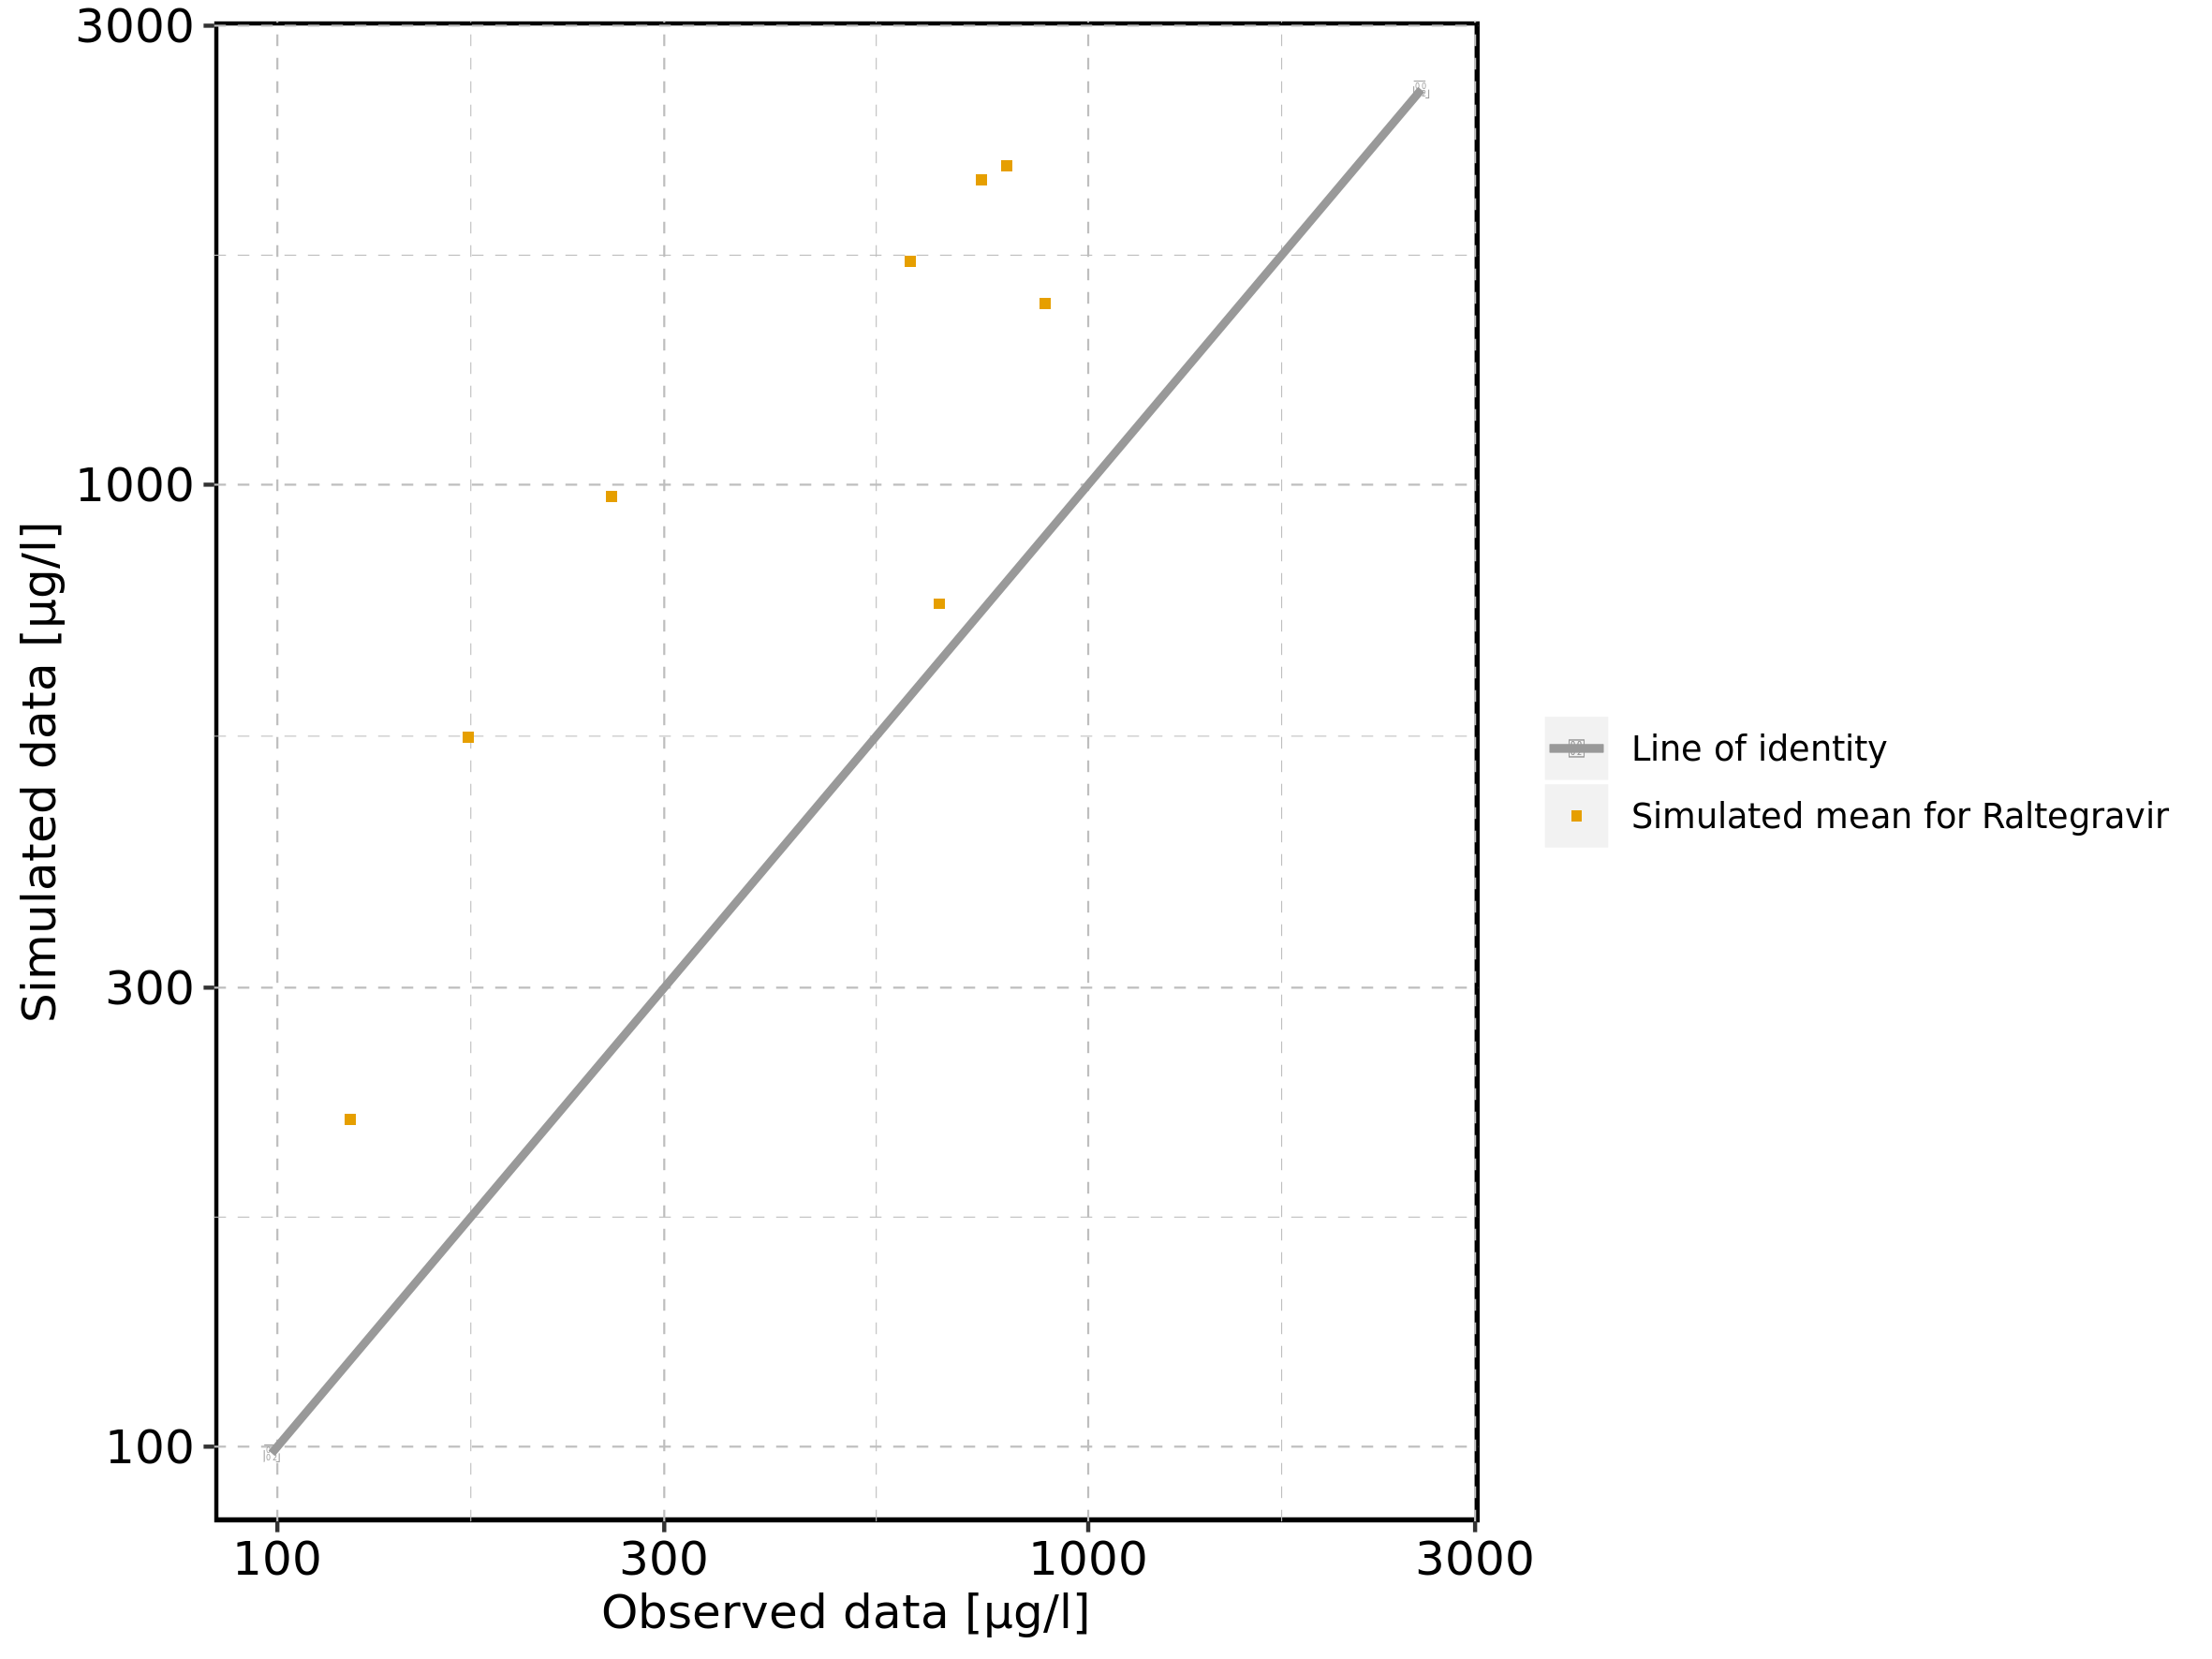 3000
1000
300
100
Simulated data [µg/l]
100 300 1000 3000
Observed data [µg/l]
Line of identity
Simulated mean for Raltegravir